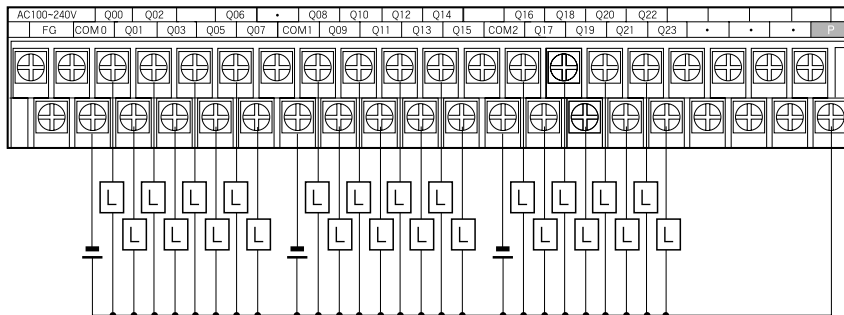 AC100~240V Q00 Q02 Q06 • Q08 Q10 Q12 Q14 Q16 Q18 Q20 Q22
FG COM0 Q01 Q03 Q05 Q07 COM1 Q09 Q11 Q13 Q15 COM2 Q17 Q19 Q21 Q23 • • • P
L L L L L L L L L L L L
L L L L L L L L L L L L